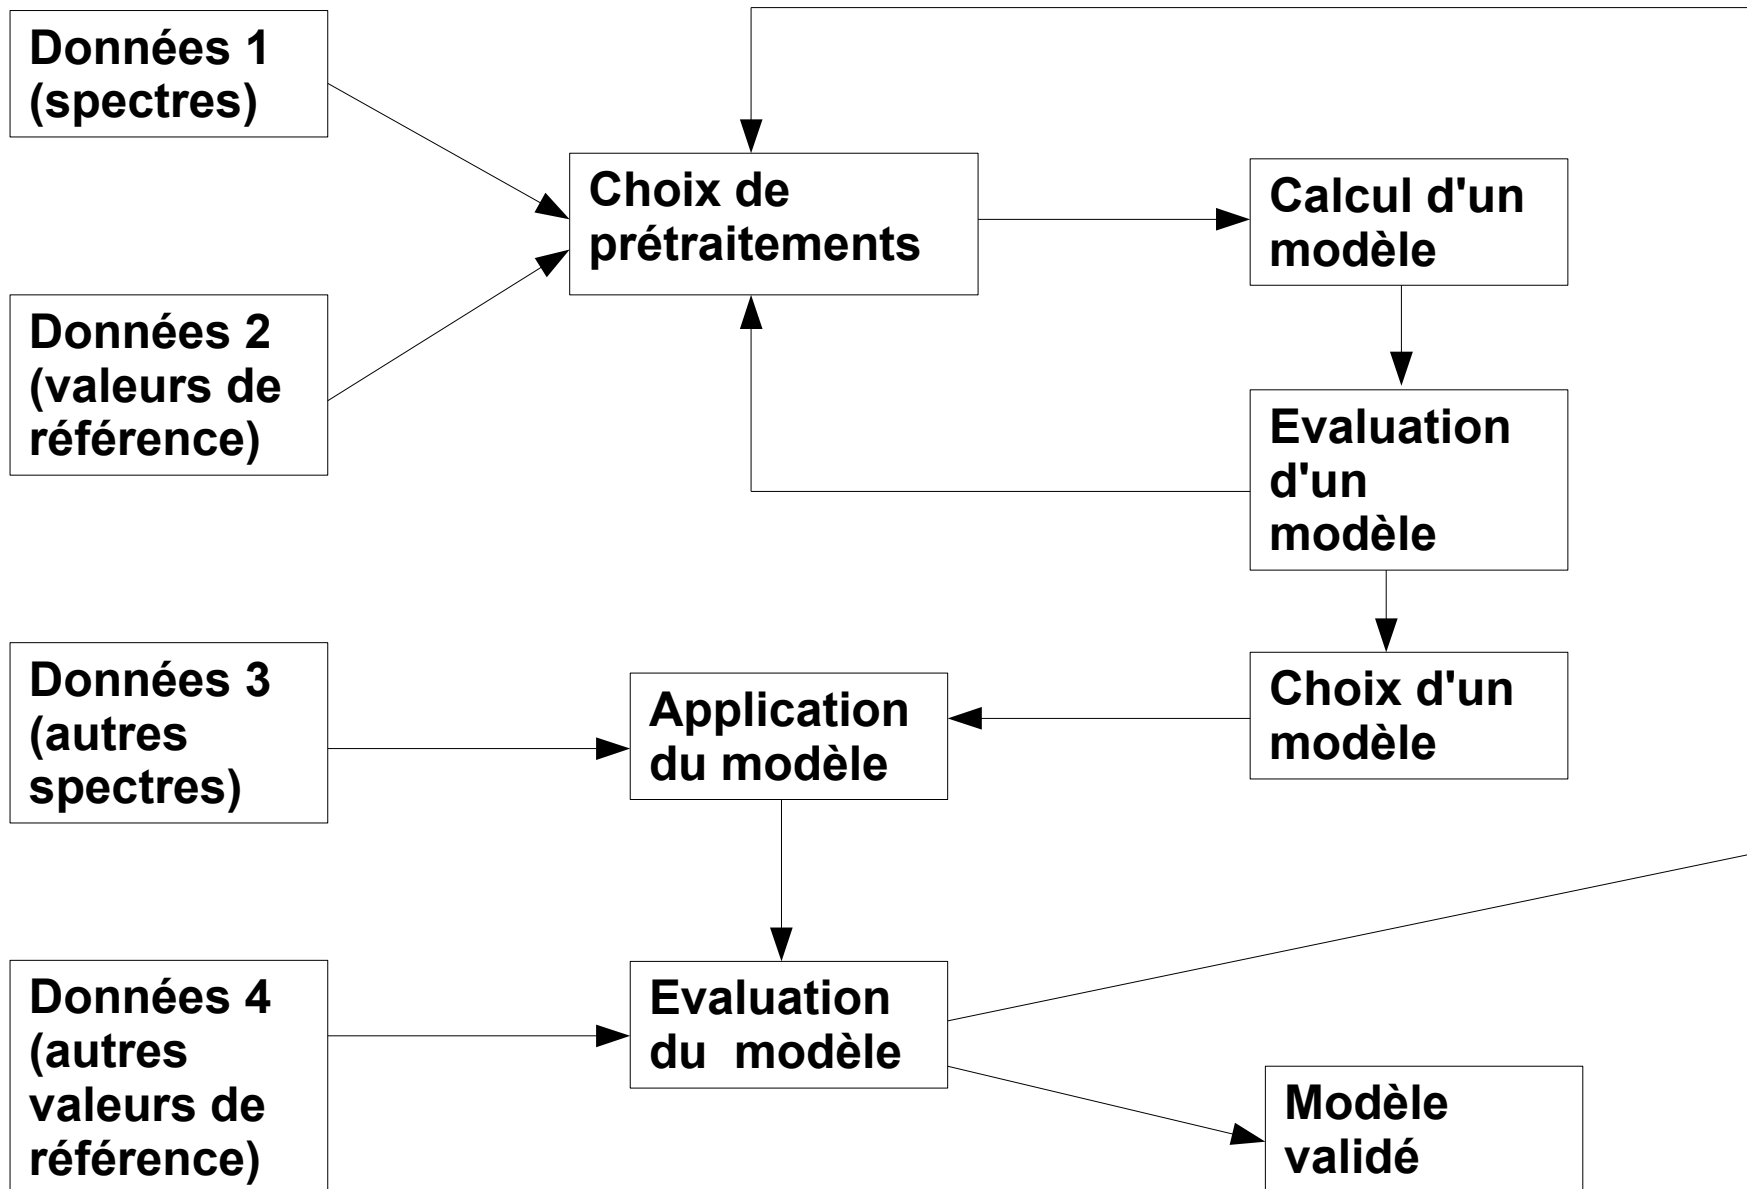 Données 1
(spectres)
Choix de
prétraitements
Calcul d'un
modèle
Données 2
(valeurs de
référence)
Evaluation
d'un
modèle
Données 3
(autres
spectres)
Application
du modèle
Choix d'un
modèle
Données 4
(autres
valeurs de
référence)
Evaluation
du  modèle
Modèle
validé